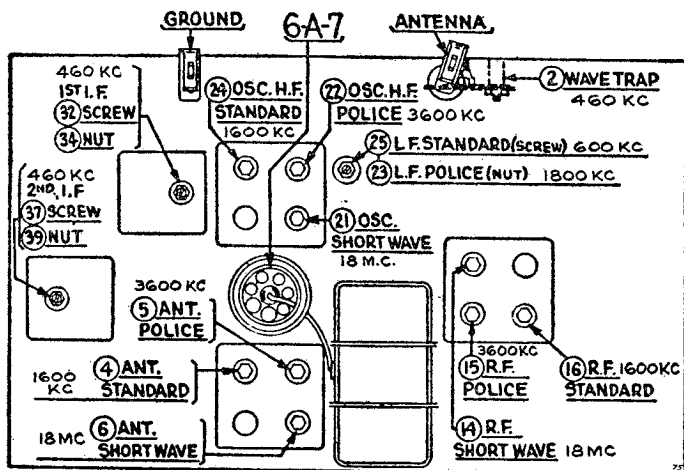 GROUND
6-A-7
ANTENNA
460 KC
1ST I.F.
32 SCREW
34 NUT
24 OSC. H.F.
STANDARD
1600 KC
22 OSC. H.F.
POLICE 3600 KC
2 WAVE TRAP
460 KC
25 L.F. STANDARD (SCREW) 600 KC
23 L.F. POLICE (NUT) 1800 KC
460 KC
2ND. I.F
37 SCREW
39 NUT
21 OSC.
SHORT WAVE
18 M.C.
3600 KC
5 ANT.
POLICE
1600 KC
4 ANT.
STANDARD
18 MC
6 ANT.
SHORT WAVE
3600 KC
15 R.F.
POLICE
16 R.F. 1600 KC
STANDARD
14 R.F.
SHORT WAVE 18 MC